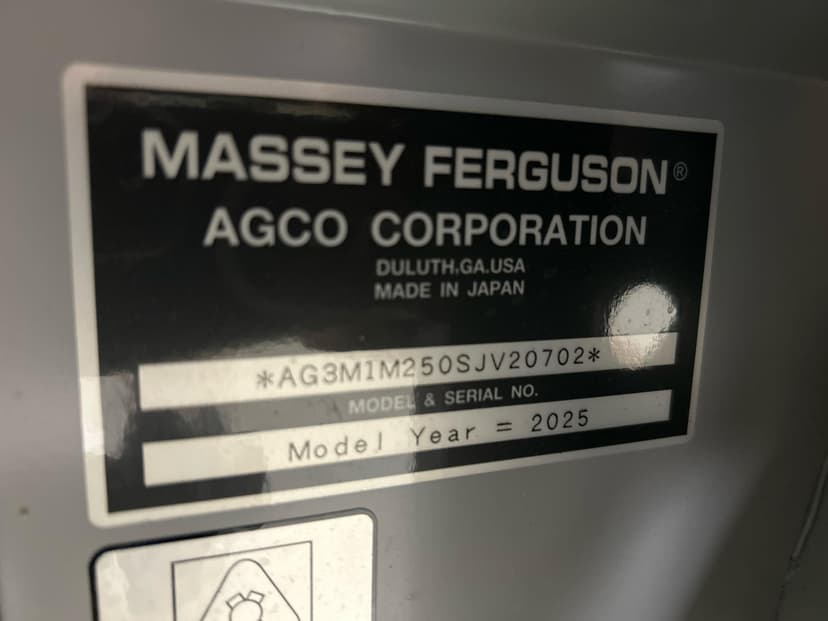 MASSEY FERGUSON®
AGCO CORPORATION
DULUTH,GA.USA
MADE IN JAPAN
*AG3M1M250SJV20702*
MODEL & SERIAL NO.
Model Year = 2025